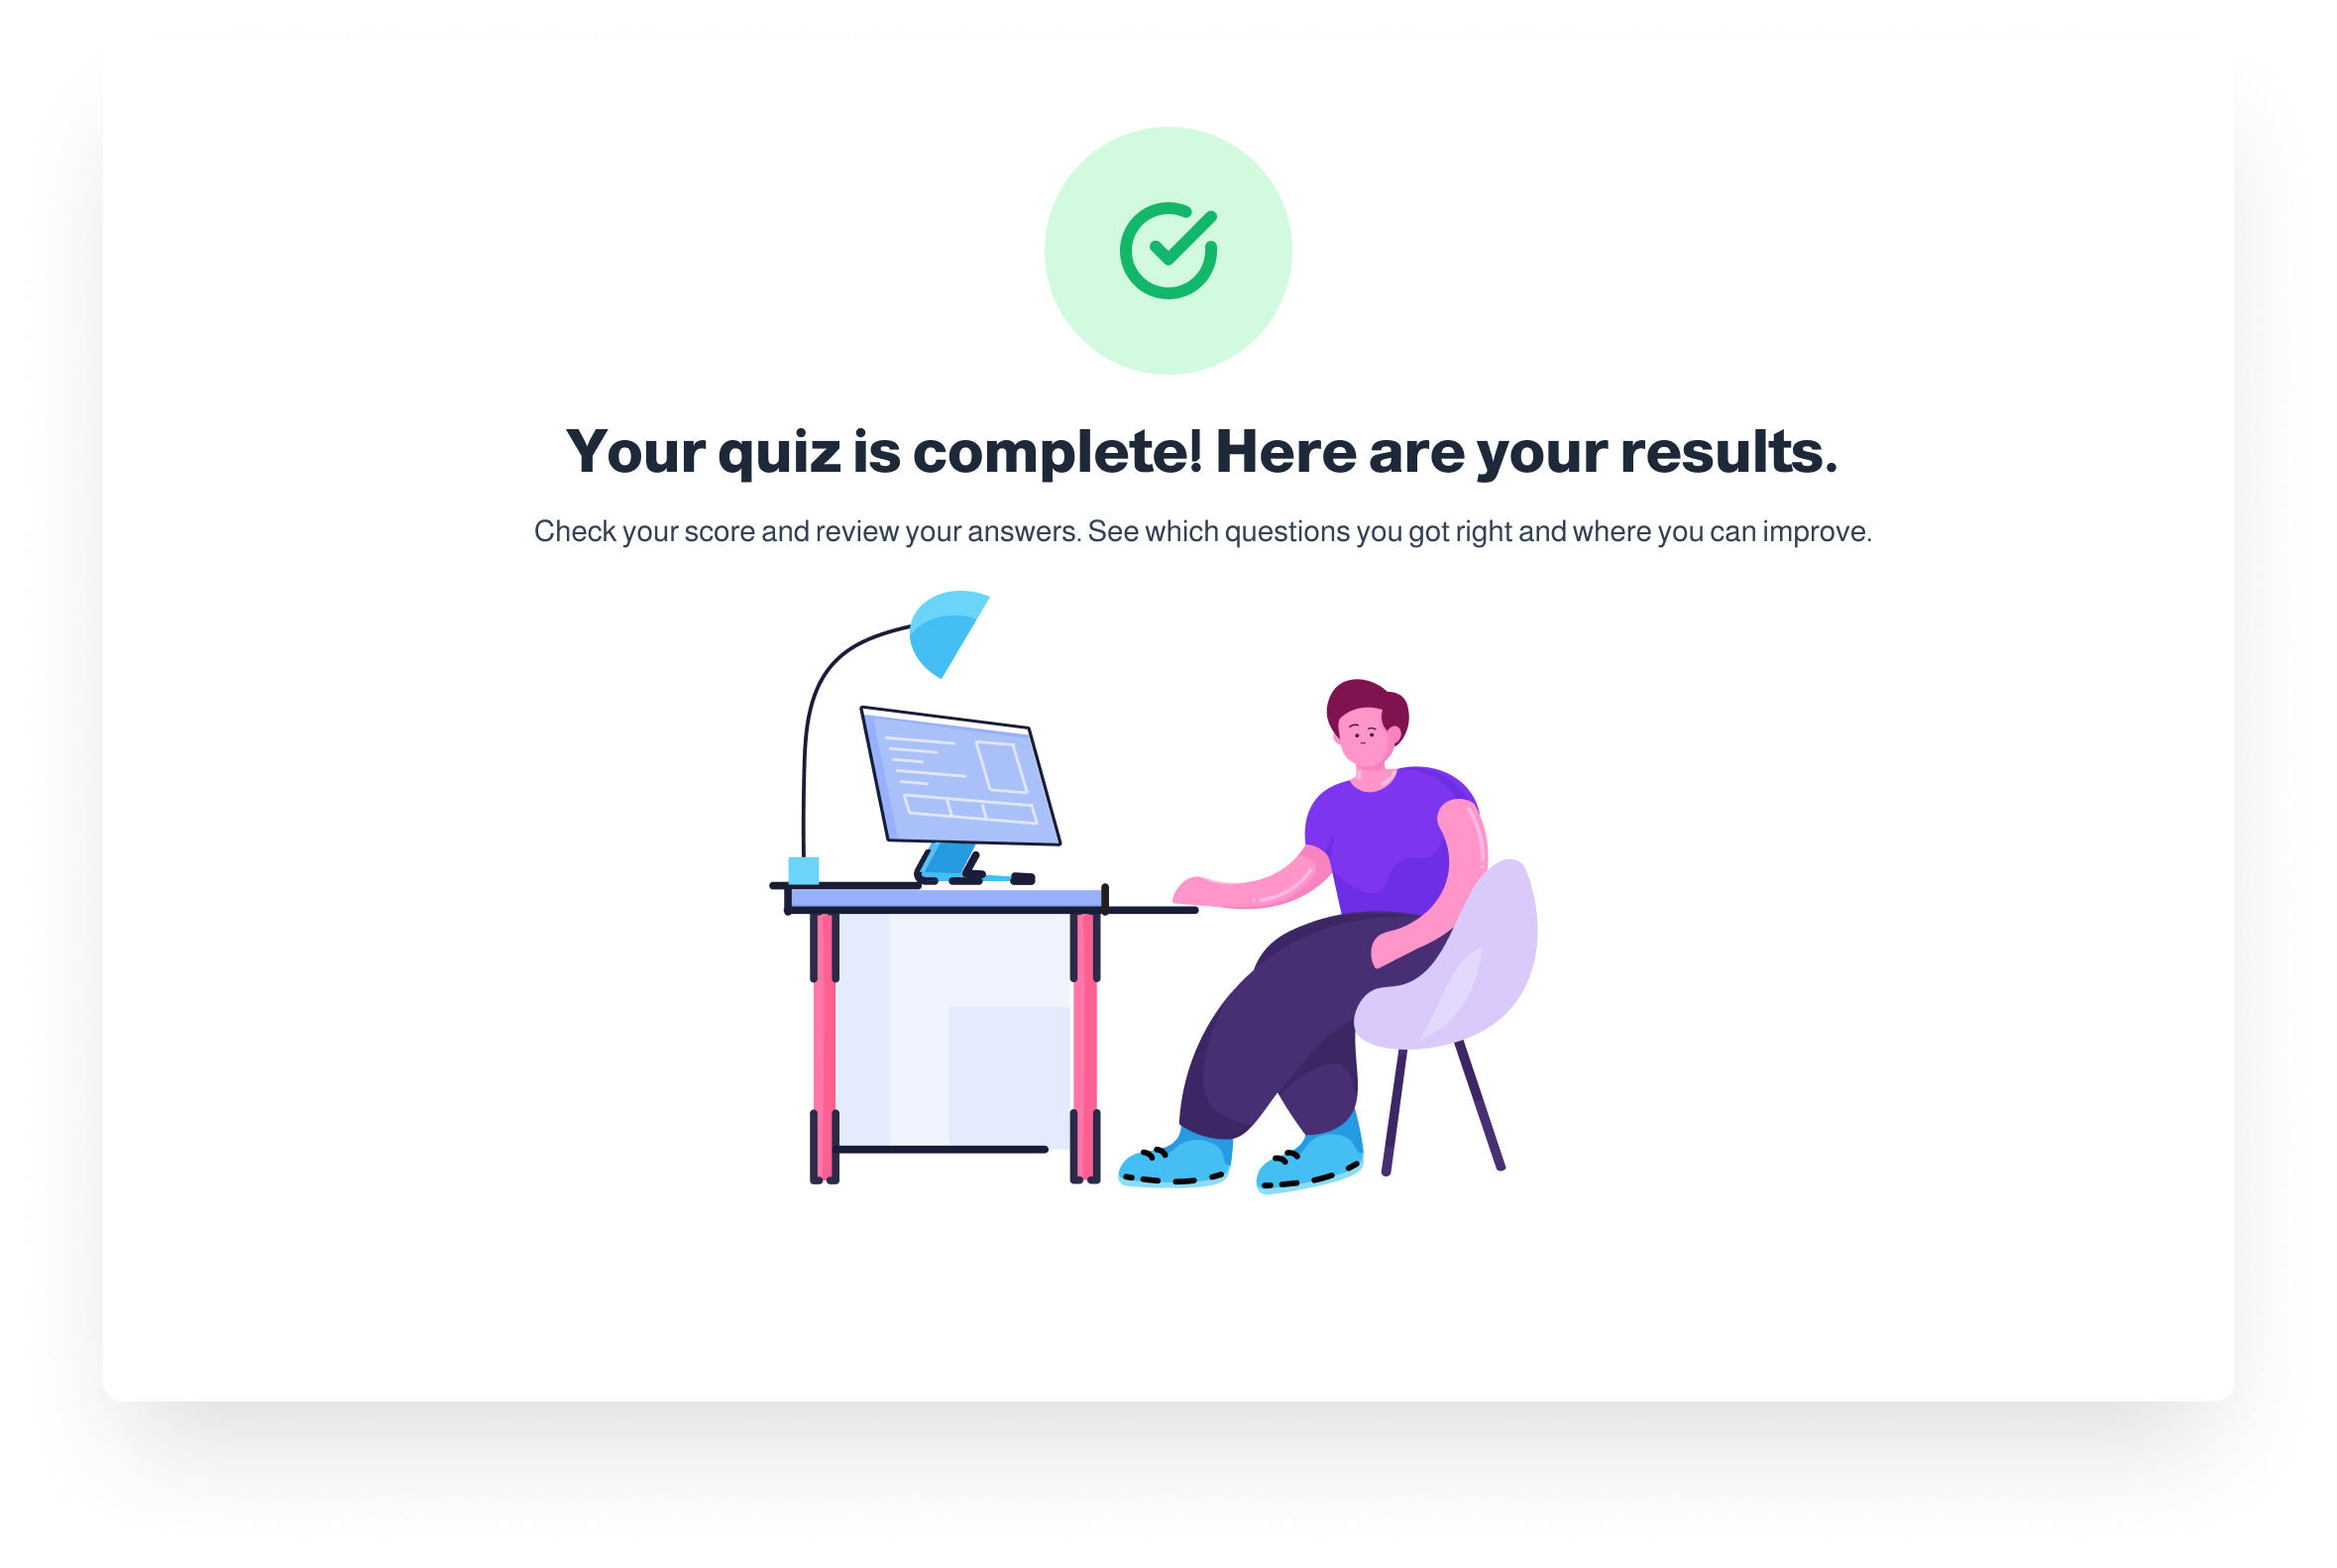 Your quiz is complete! Here are your results.
Check your score and review your answers. See which questions you got right and where you can improve.